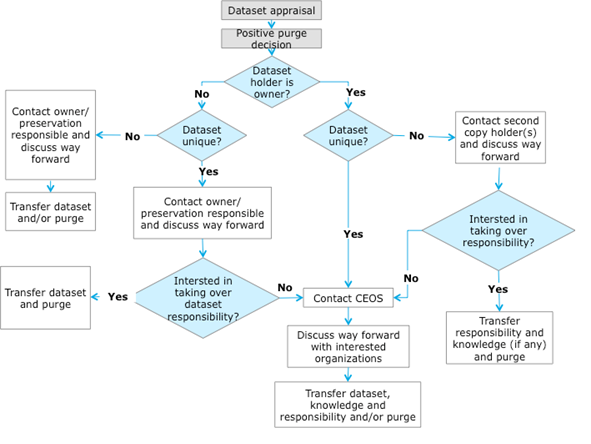 Dataset appraisal
Positive purge
decision
Dataset
holder is
owner?
No
Yes
Contact owner/
preservation
responsible and
discuss way
forward
No
Dataset
unique?
Dataset
unique?
No
Contact second
copy holder(s)
and discuss way
forward
Yes
Transfer dataset
and/or purge
Contact owner/
preservation responsible
and discuss way forward
Yes
Intersted in
taking over
responsibility?
Transfer dataset
and purge
Yes
Intersted in
taking over
dataset
responsibility?
No
Contact CEOS
No
Yes
Discuss way forward
with interested
organizations
Transfer
responsibility and
knowledge (if any)
and purge
Transfer dataset,
knowledge and
responsibility and/or purge